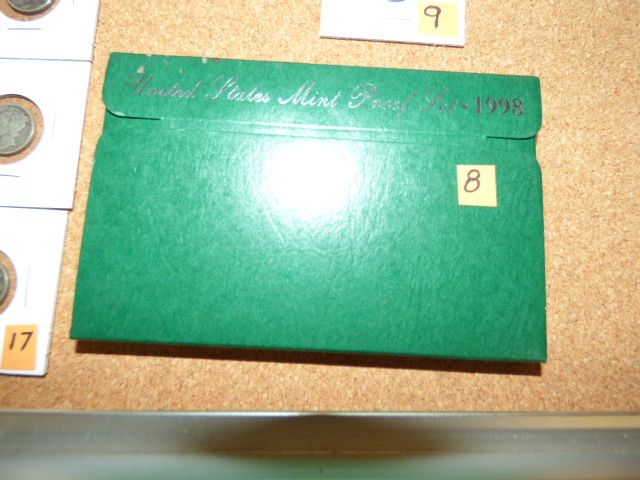 9
United States Mint Proof Set - 1998
8
17